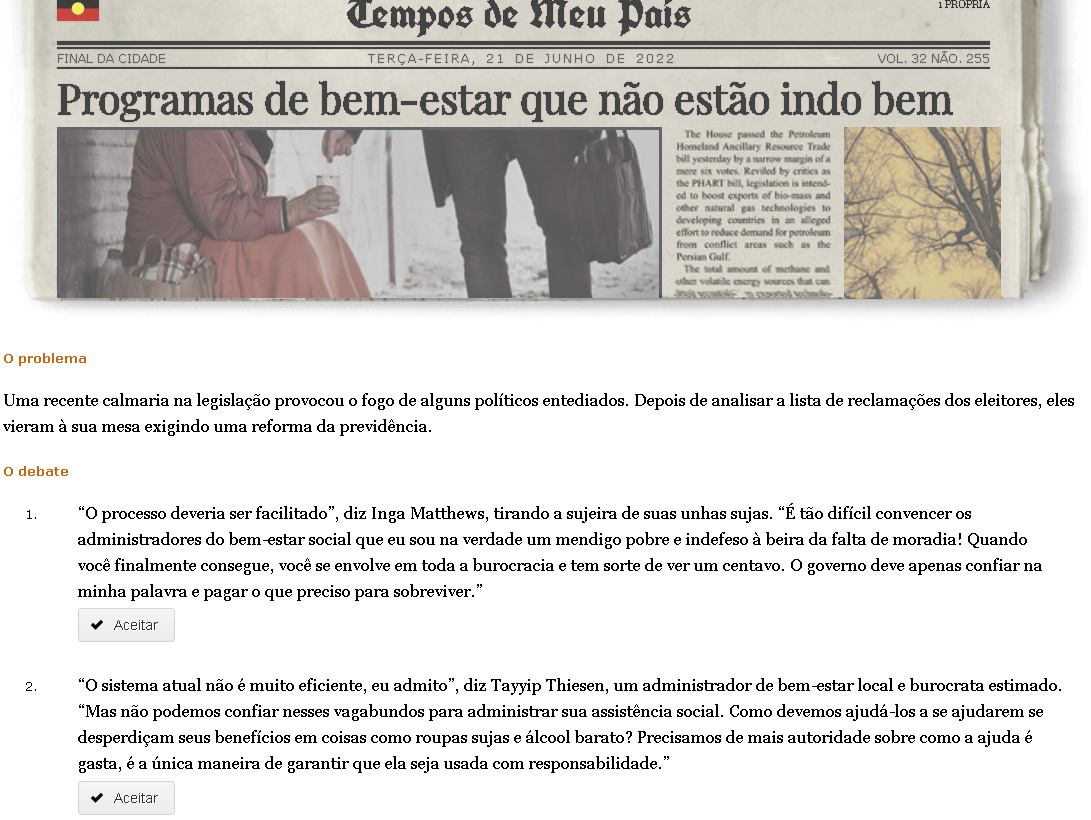 Tempos de Meu País
1 PRÓPRIA
FINAL DA CIDADE
TERÇA-FEIRA, 21 DE JUNHO DE 2022
VOL. 32 NÃO. 255
Programas de bem-estar que não estão indo bem
The House passed the Petroleum
Homeland Ancillary Resource Trade
bill yesterday by a narrow margin of a
mere six votes. Reviled by critics as
the PHART bill, legislation is intend-
ed to boost exports of bio-mass and
other natural gas technologies to
developing countries in an alleged
effort to reduce demand for petroleum
from conflict areas such as the
Persian Gulf.
The total amount of methane and
other volatile energy sources that can
O problema
Uma recente calmaria na legislação provocou o fogo de alguns políticos entediados. Depois de analisar a lista de reclamações dos eleitores, eles
vieram à sua mesa exigindo uma reforma da previdência.
O debate
1. “O processo deveria ser facilitado”, diz Inga Matthews, tirando a sujeira de suas unhas sujas. “É tão difícil convencer os
administradores do bem-estar social que eu sou na verdade um mendigo pobre e indefeso à beira da falta de moradia! Quando
você finalmente consegue, você se envolve em toda a burocracia e tem sorte de ver um centavo. O governo deve apenas confiar na
minha palavra e pagar o que preciso para sobreviver.”
Aceitar
2. “O sistema atual não é muito eficiente, eu admito”, diz Tayyip Thiesen, um administrador de bem-estar local e burocrata estimado.
“Mas não podemos confiar nesses vagabundos para administrar sua assistência social. Como devemos ajudá-los a se ajudarem se
desperdiçam seus benefícios em coisas como roupas sujas e álcool barato? Precisamos de mais autoridade sobre como a ajuda é
gasta, é a única maneira de garantir que ela seja usada com responsabilidade.”
Aceitar